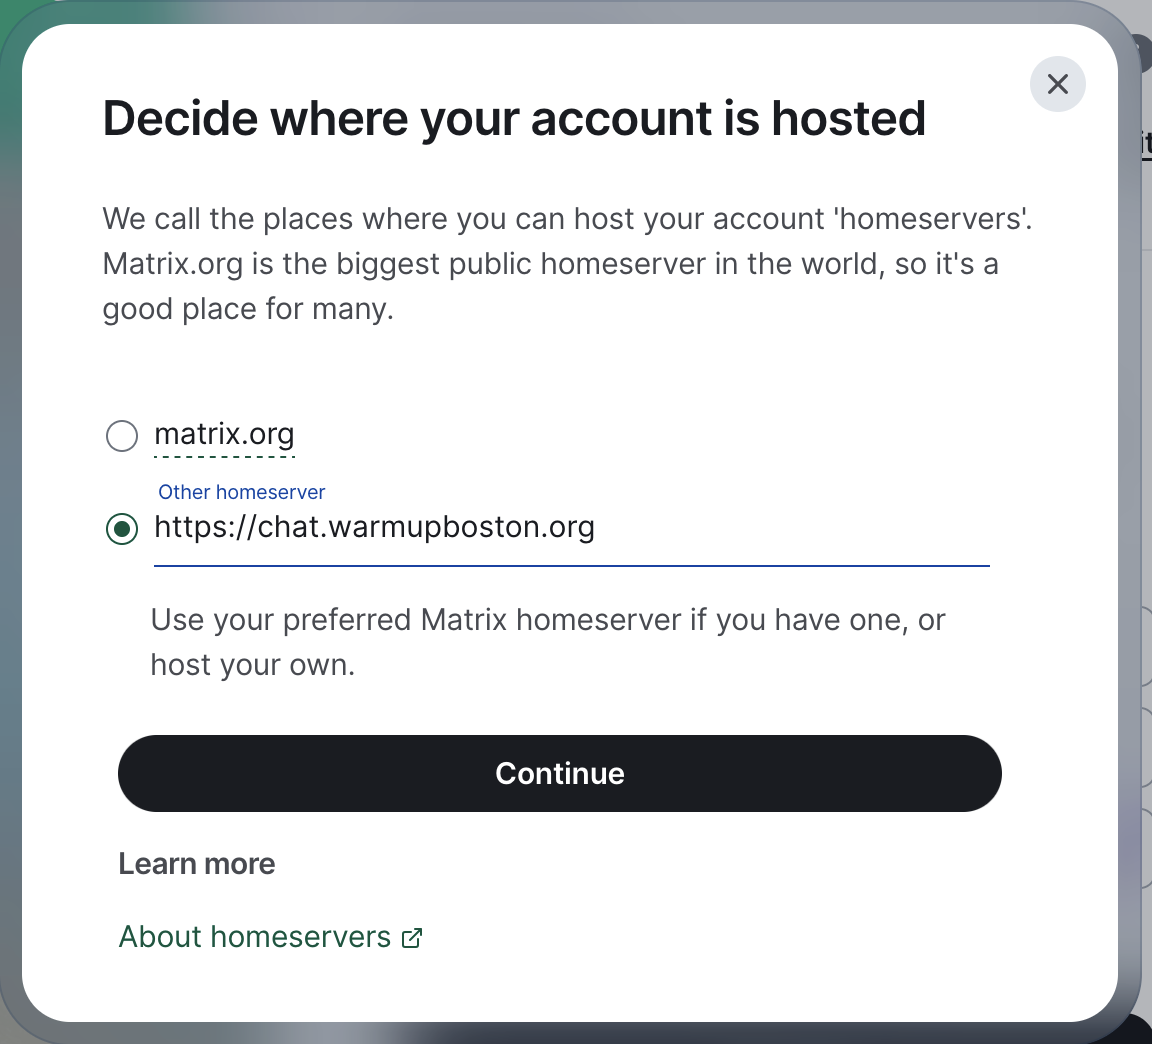 Decide where your account is hosted
We call the places where you can host your account 'homeservers'.
Matrix.org is the biggest public homeserver in the world, so it's a
good place for many.
matrix.org
Other homeserver
https://chat.warmupboston.org
Use your preferred Matrix homeserver if you have one, or
host your own.
Continue
Learn more
About homeservers